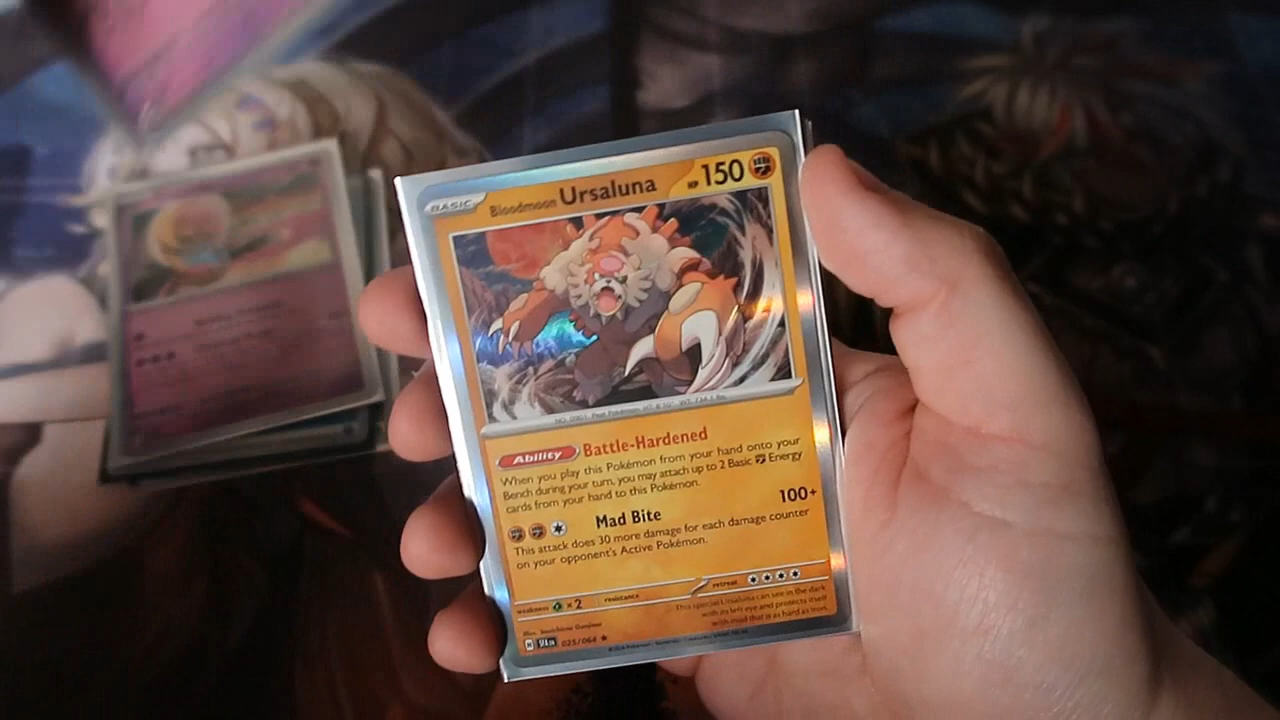 BASIC Bloodmoon Ursaluna HP 150
NO. 0901 Peat Pokémon HT: 8'10" WT: 734.1 lbs.
Ability Battle-Hardened
When you play this Pokémon from your hand onto your
Bench during your turn, you may attach up to 2 Basic Energy
cards from your hand to this Pokémon.
Mad Bite 100+
This attack does 30 more damage for each damage counter
on your opponent's Active Pokémon.
weakness ×2 resistance retreat
This special Ursaluna can see in the dark
with its left eye and protects itself
with mud that is as hard as iron.
Illus. Souichirou Gunjima
H SFA EN 025/064 ★